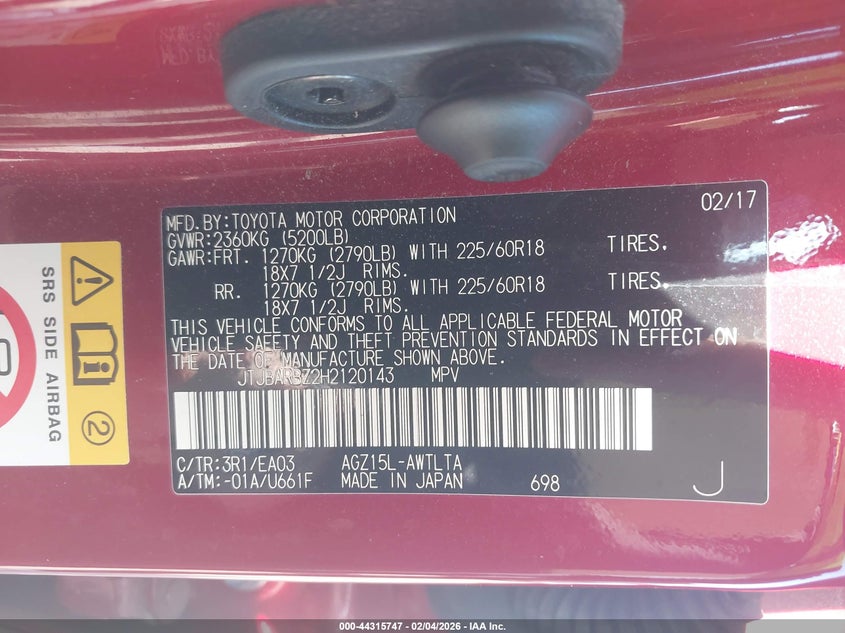 02/17
MFD.BY:TOYOTA MOTOR CORPORATION
GVWR:2360KG (5200LB)
GAWR:FRT. 1270KG (2790LB) WITH 225/60R18 TIRES,
18X7 1/2J RIMS.
RR. 1270KG (2790LB) WITH 225/60R18 TIRES,
18X7 1/2J RIMS.
THIS VEHICLE CONFORMS TO ALL APPLICABLE FEDERAL MOTOR
VEHICLE SAFETY AND THEFT PREVENTION STANDARDS IN EFFECT ON
THE DATE OF MANUFACTURE SHOWN ABOVE.
JTJBARBZ2H2120143 MPV
C/TR:3R1/EA03 AGZ15L-AWTLTA
A/TM:-01A/U661F MADE IN JAPAN 698 J
SRS SIDE AIRBAG
2
000-44315747 - 02/04/2026 - IAA Inc.